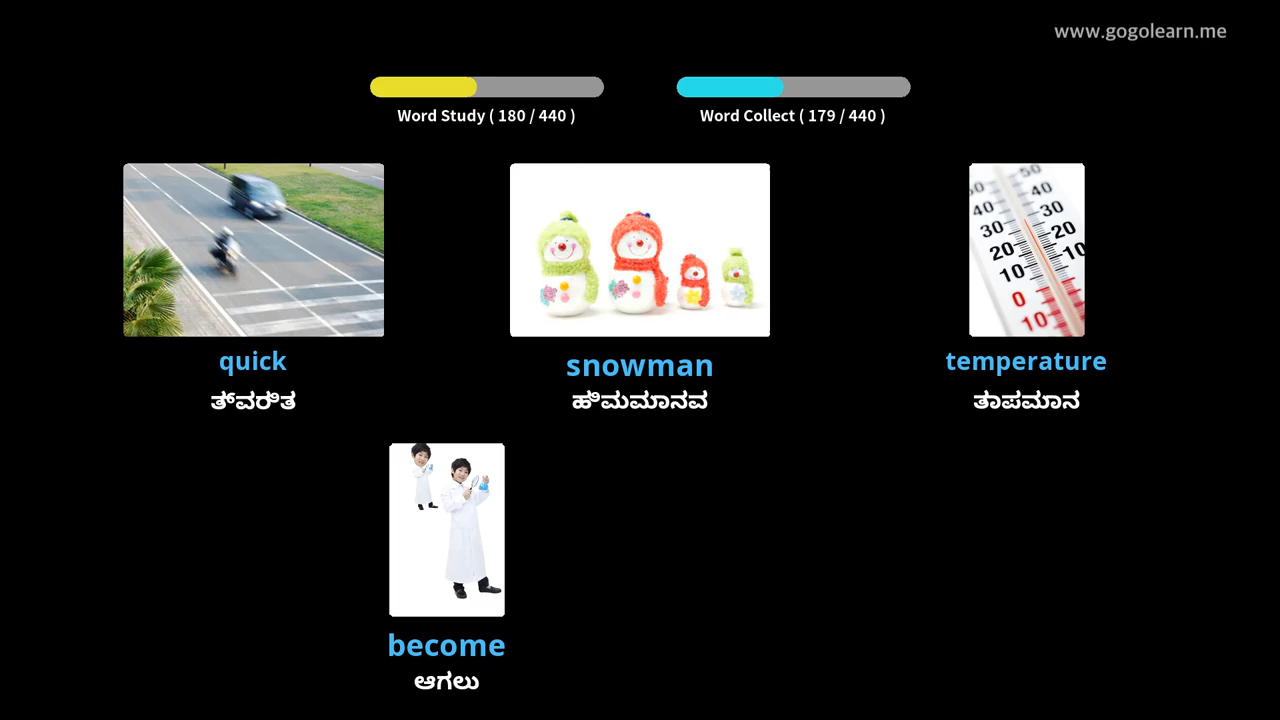 www.gogolearn.me
Word Study ( 180 / 440 )
Word Collect ( 179 / 440 )
quick
ತ್ವರಿತ
snowman
ಹಿಮಮಾನವ
temperature
ತಾಪಮಾನ
become
ಆಗಲು